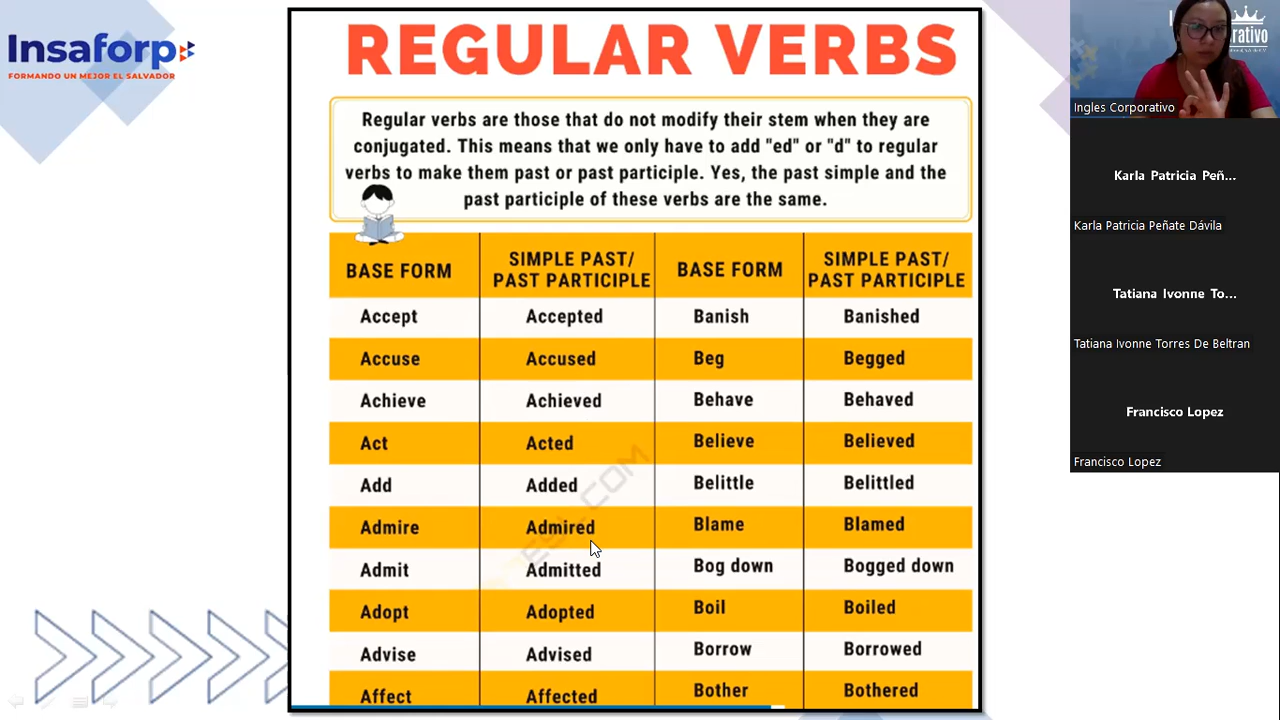 Insaforp
FORMANDO UN MEJOR EL SALVADOR
REGULAR VERBS
Regular verbs are those that do not modify their stem when they are
conjugated. This means that we only have to add "ed" or "d" to regular
verbs to make them past or past participle. Yes, the past simple and the
past participle of these verbs are the same.
BASE FORM SIMPLE PAST/ PAST PARTICIPLE BASE FORM SIMPLE PAST/ PAST PARTICIPLE
Accept Accepted Banish Banished
Accuse Accused Beg Begged
Achieve Achieved Behave Behaved
Act Acted Believe Believed
Add Added Belittle Belittled
Admire Admired Blame Blamed
Admit Admitted Bog down Bogged down
Adopt Adopted Boil Boiled
Advise Advised Borrow Borrowed
Affect Affected Bother Bothered
Ingles Corporativo
Karla Patricia Peñ...
Karla Patricia Peñate Dávila
Tatiana Ivonne To...
Tatiana Ivonne Torres De Beltran
Francisco Lopez
Francisco Lopez